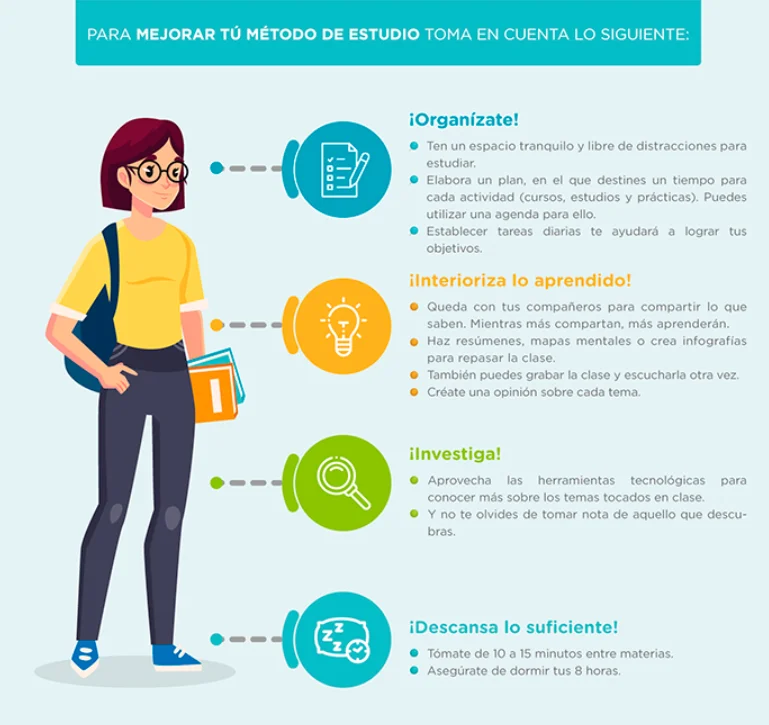 PARA MEJORAR TÚ MÉTODO DE ESTUDIO TOMA EN CUENTA LO SIGUIENTE:
¡Organízate!
Ten un espacio tranquilo y libre de distracciones para
estudiar.
Elabora un plan, en el que destines un tiempo para
cada actividad (cursos, estudios y prácticas). Puedes
utilizar una agenda para ello.
Establecer tareas diarias te ayudará a lograr tus
objetivos.
¡Interioriza lo aprendido!
Queda con tus compañeros para compartir lo que
saben. Mientras más compartan, más aprenderán.
Haz resúmenes, mapas mentales o crea infografías
para repasar la clase.
También puedes grabar la clase y escucharla otra vez.
Créate una opinión sobre cada tema.
¡Investiga!
Aprovecha las herramientas tecnológicas para
conocer más sobre los temas tocados en clase.
Y no te olvides de tomar nota de aquello que descu-
bras.
zzz
¡Descansa lo suficiente!
Tómate de 10 a 15 minutos entre materias.
Asegúrate de dormir tus 8 horas.